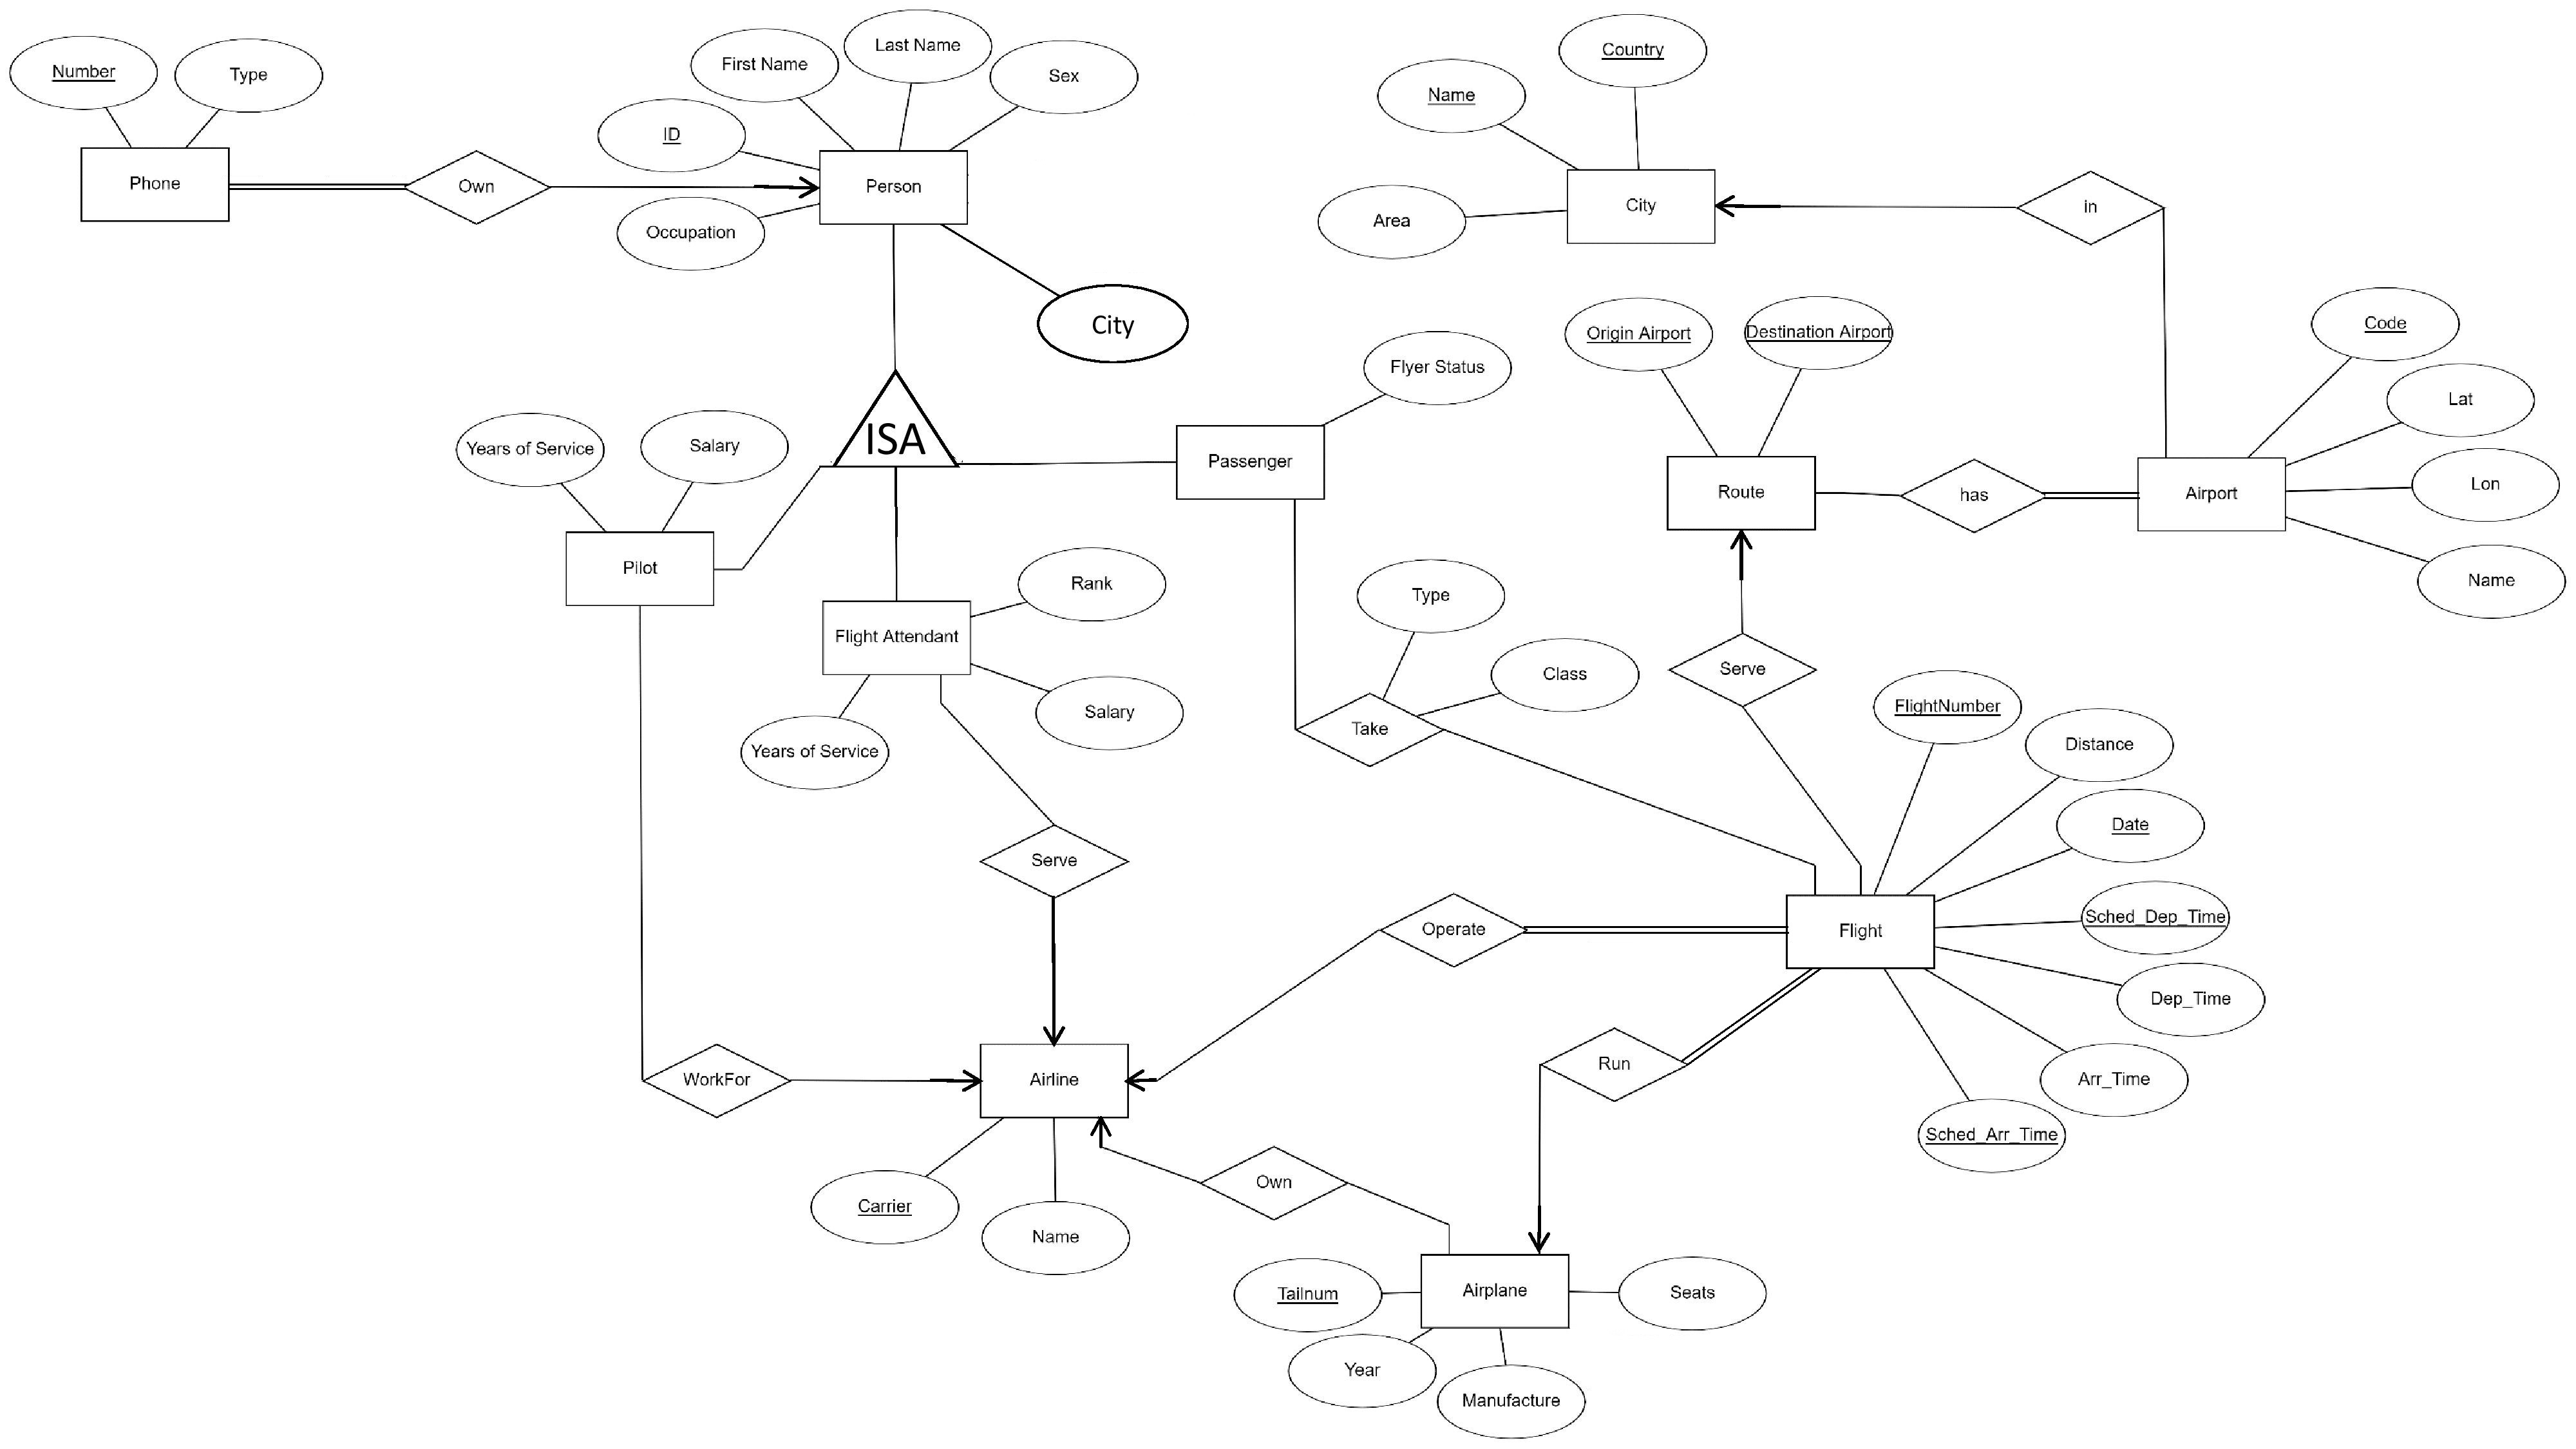 Number
Type
First Name
Last Name
Sex
ID
Phone
Own
Person
Occupation
City
Country
Name
Area
City
in
Code
Lat
Lon
Name
Origin Airport
Destination Airport
Route
has
Airport
Flyer Status
Passenger
ISA
Years of Service
Salary
Pilot
Rank
Flight Attendant
Salary
Years of Service
Type
Class
Take
Serve
FlightNumber
Distance
Date
Sched_Dep_Time
Dep_Time
Arr_Time
Sched_Arr_Time
Flight
Serve
Operate
Run
WorkFor
Airline
Carrier
Name
Own
Tailnum
Airplane
Seats
Year
Manufacture